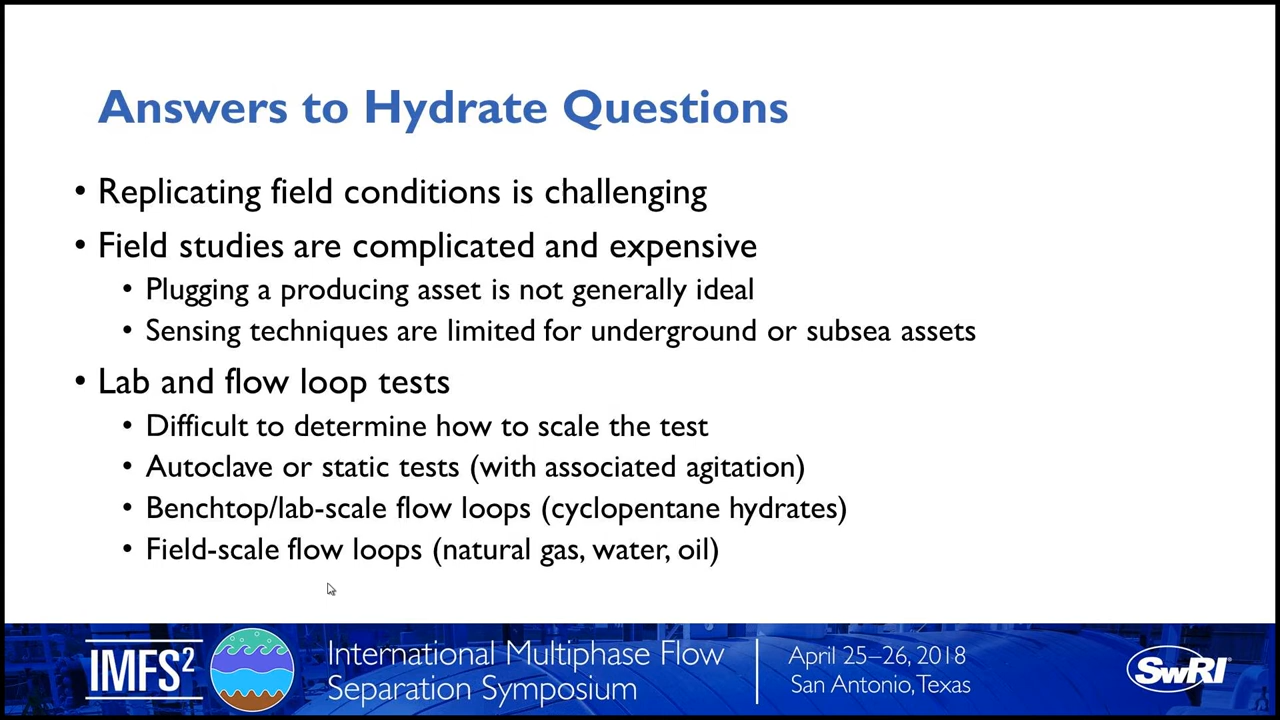 Answers to Hydrate Questions
• Replicating field conditions is challenging
• Field studies are complicated and expensive
• Plugging a producing asset is not generally ideal
• Sensing techniques are limited for underground or subsea assets
• Lab and flow loop tests
• Difficult to determine how to scale the test
• Autoclave or static tests (with associated agitation)
• Benchtop/lab-scale flow loops (cyclopentane hydrates)
• Field-scale flow loops (natural gas, water, oil)
IMFS²
International Multiphase Flow
Separation Symposium
April 25–26, 2018
San Antonio, Texas
SwRI®